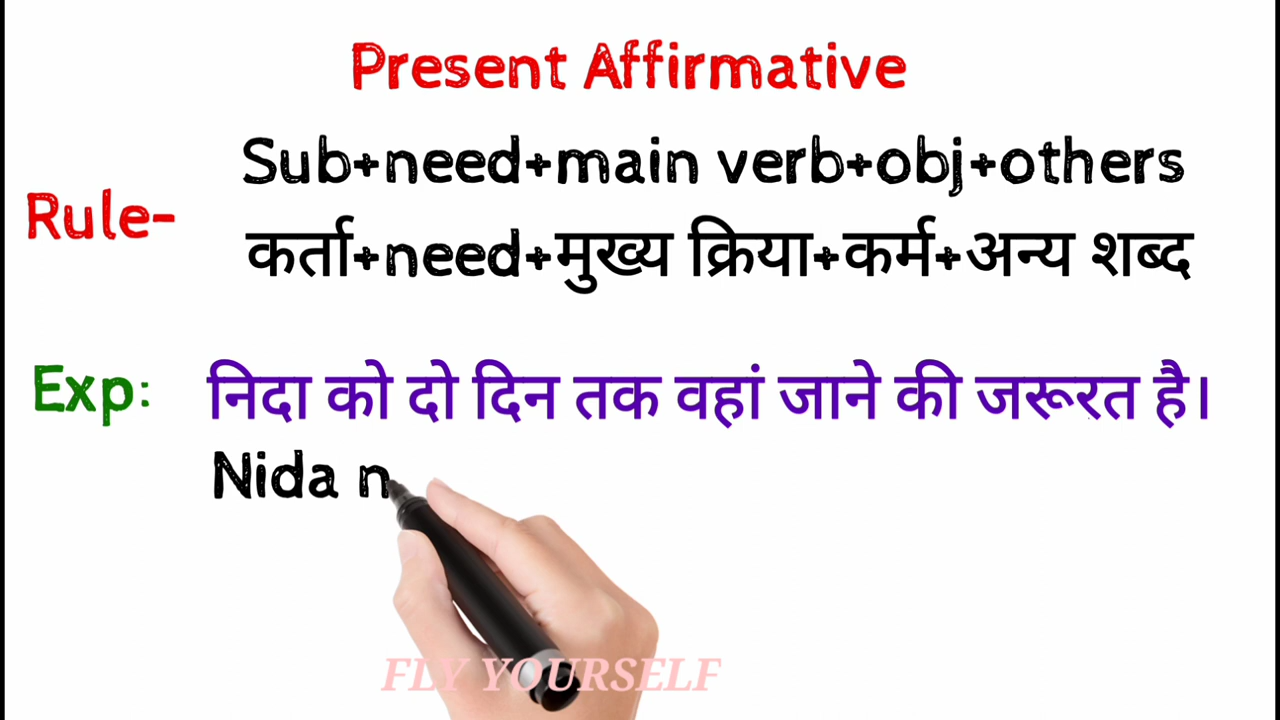 Present Affirmative
Sub+need+main verb+obj+others
Rule-
कर्ता+need+मुख्य क्रिया+कर्म+अन्य शब्द
Exp: निदा को दो दिन तक वहां जाने की जरूरत है।
Nida n
FLY YOURSELF